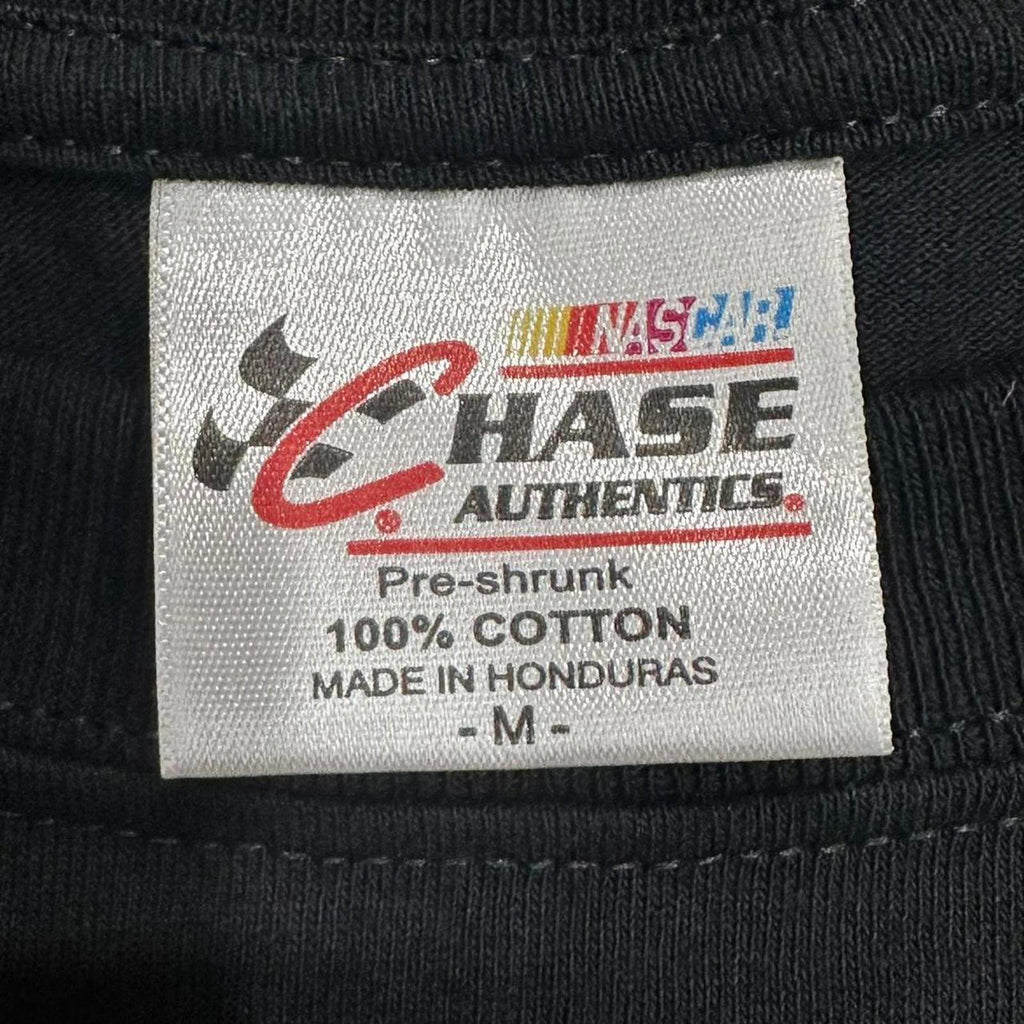 NASCAR
CHASE
AUTHENTICS®
®
Pre-shrunk
100% COTTON
MADE IN HONDURAS
- M -